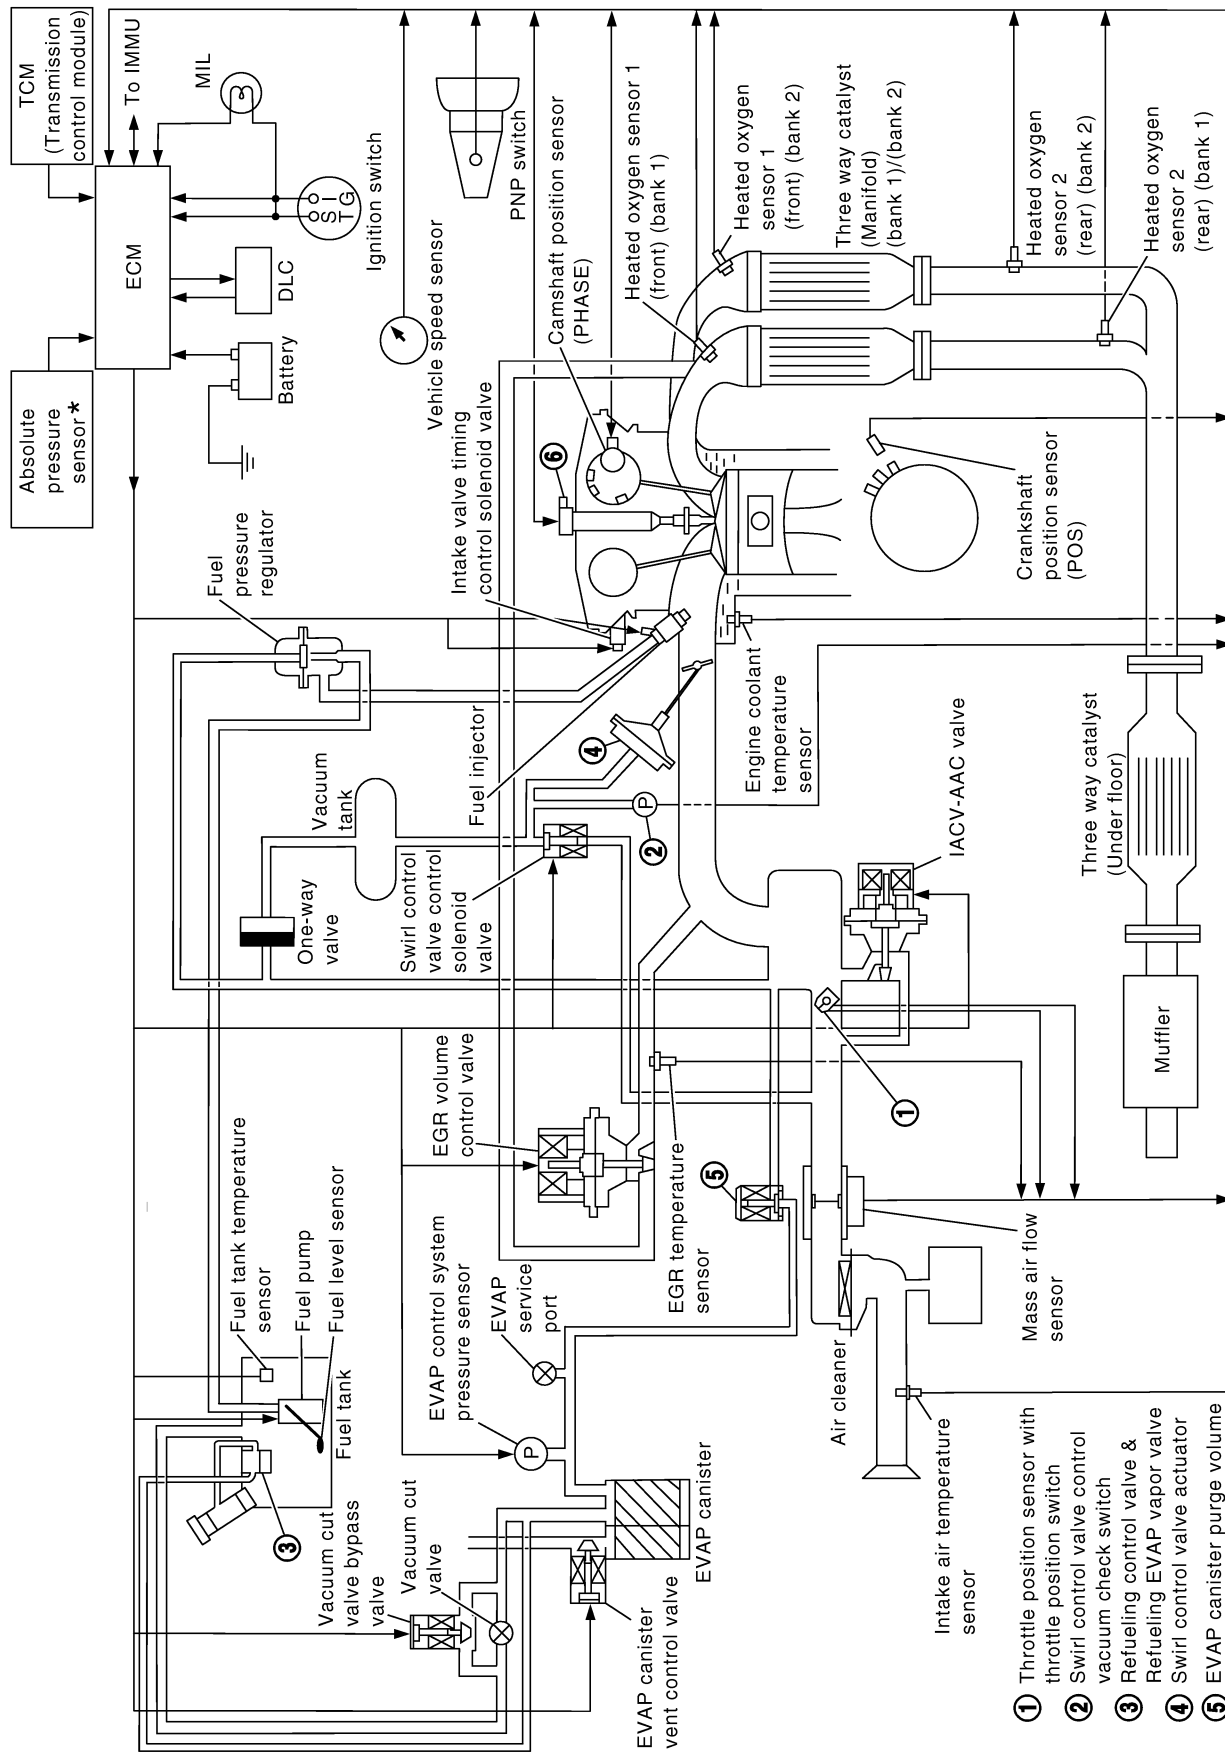 TCM
(Transmission
control module)
To IMMU
MIL
Absolute
pressure
sensor*
ECM
S I
T G
Ignition switch
DLC
Battery
Vehicle speed sensor
PNP switch
Camshaft position sensor
(PHASE)
Heated oxygen sensor 1
(front) (bank 1)
Heated oxygen
sensor 1
(front) (bank 2)
Three way catalyst
(Manifold)
(bank 1)/(bank 2)
Heated oxygen
sensor 2
(rear) (bank 2)
Heated oxygen
sensor 2
(rear) (bank 1)
Fuel
pressure
regulator
Intake valve timing
control solenoid valve
6
Crankshaft
position sensor
(POS)
Vacuum
tank
Fuel injector
4
P
2
Engine coolant
temperature
sensor
One-way
valve
Swirl control
valve control
solenoid
valve
IACV-AAC valve
Three way catalyst
(Under floor)
Muffler
EGR volume
control valve
1
Fuel tank temperature
sensor
Fuel pump
Fuel level sensor
Fuel tank
EVAP control system
pressure sensor
EVAP
service
port
EGR temperature
sensor
5
Mass air flow
sensor
Air cleaner
3
P
Vacuum cut
valve bypass
valve
Vacuum cut
valve
EVAP canister
EVAP canister
vent control valve
Intake air temperature
sensor
1 Throttle position sensor with
throttle position switch
2 Swirl control valve control
vacuum check switch
3 Refueling control valve &
Refueling EVAP vapor valve
4 Swirl control valve actuator
5 EVAP canister purge volume